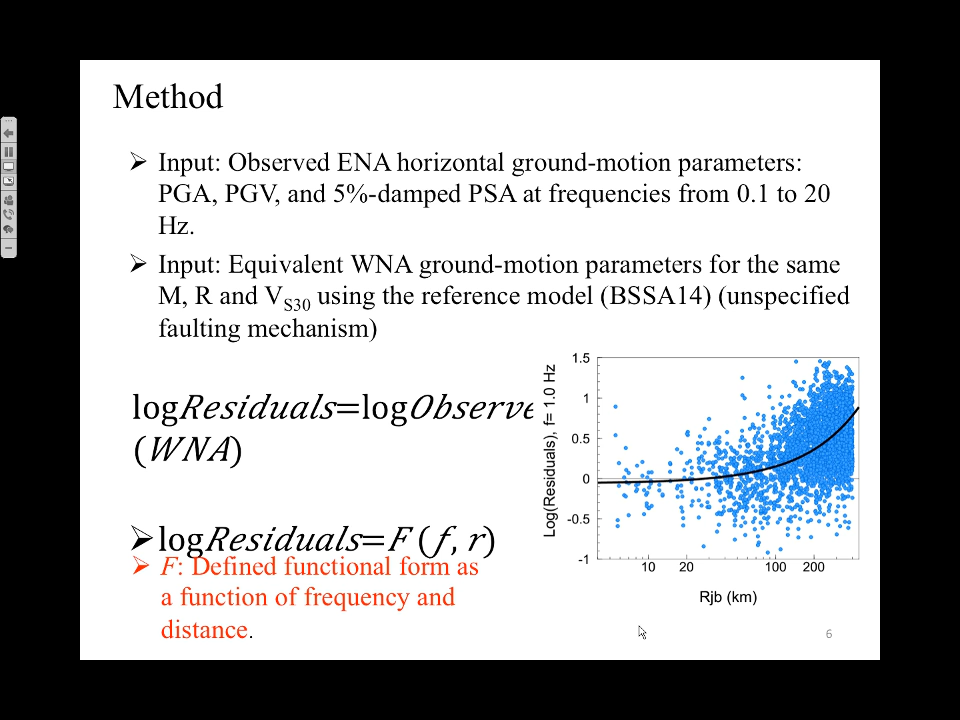 Method
➢ Input: Observed ENA horizontal ground-motion parameters:
PGA, PGV, and 5%-damped PSA at frequencies from 0.1 to 20
Hz.
➢ Input: Equivalent WNA ground-motion parameters for the same
M, R and VS30 using the reference model (BSSA14) (unspecified
faulting mechanism)
logResiduals=logObserve
(WNA)
➢logResiduals=F(f, r)
➢ F: Defined functional form as
a function of frequency and
distance.
Log(Residuals), f= 1.0 Hz
1.5
1
0.5
0
-0.5
-1
10 20 100 200
Rjb (km)
6